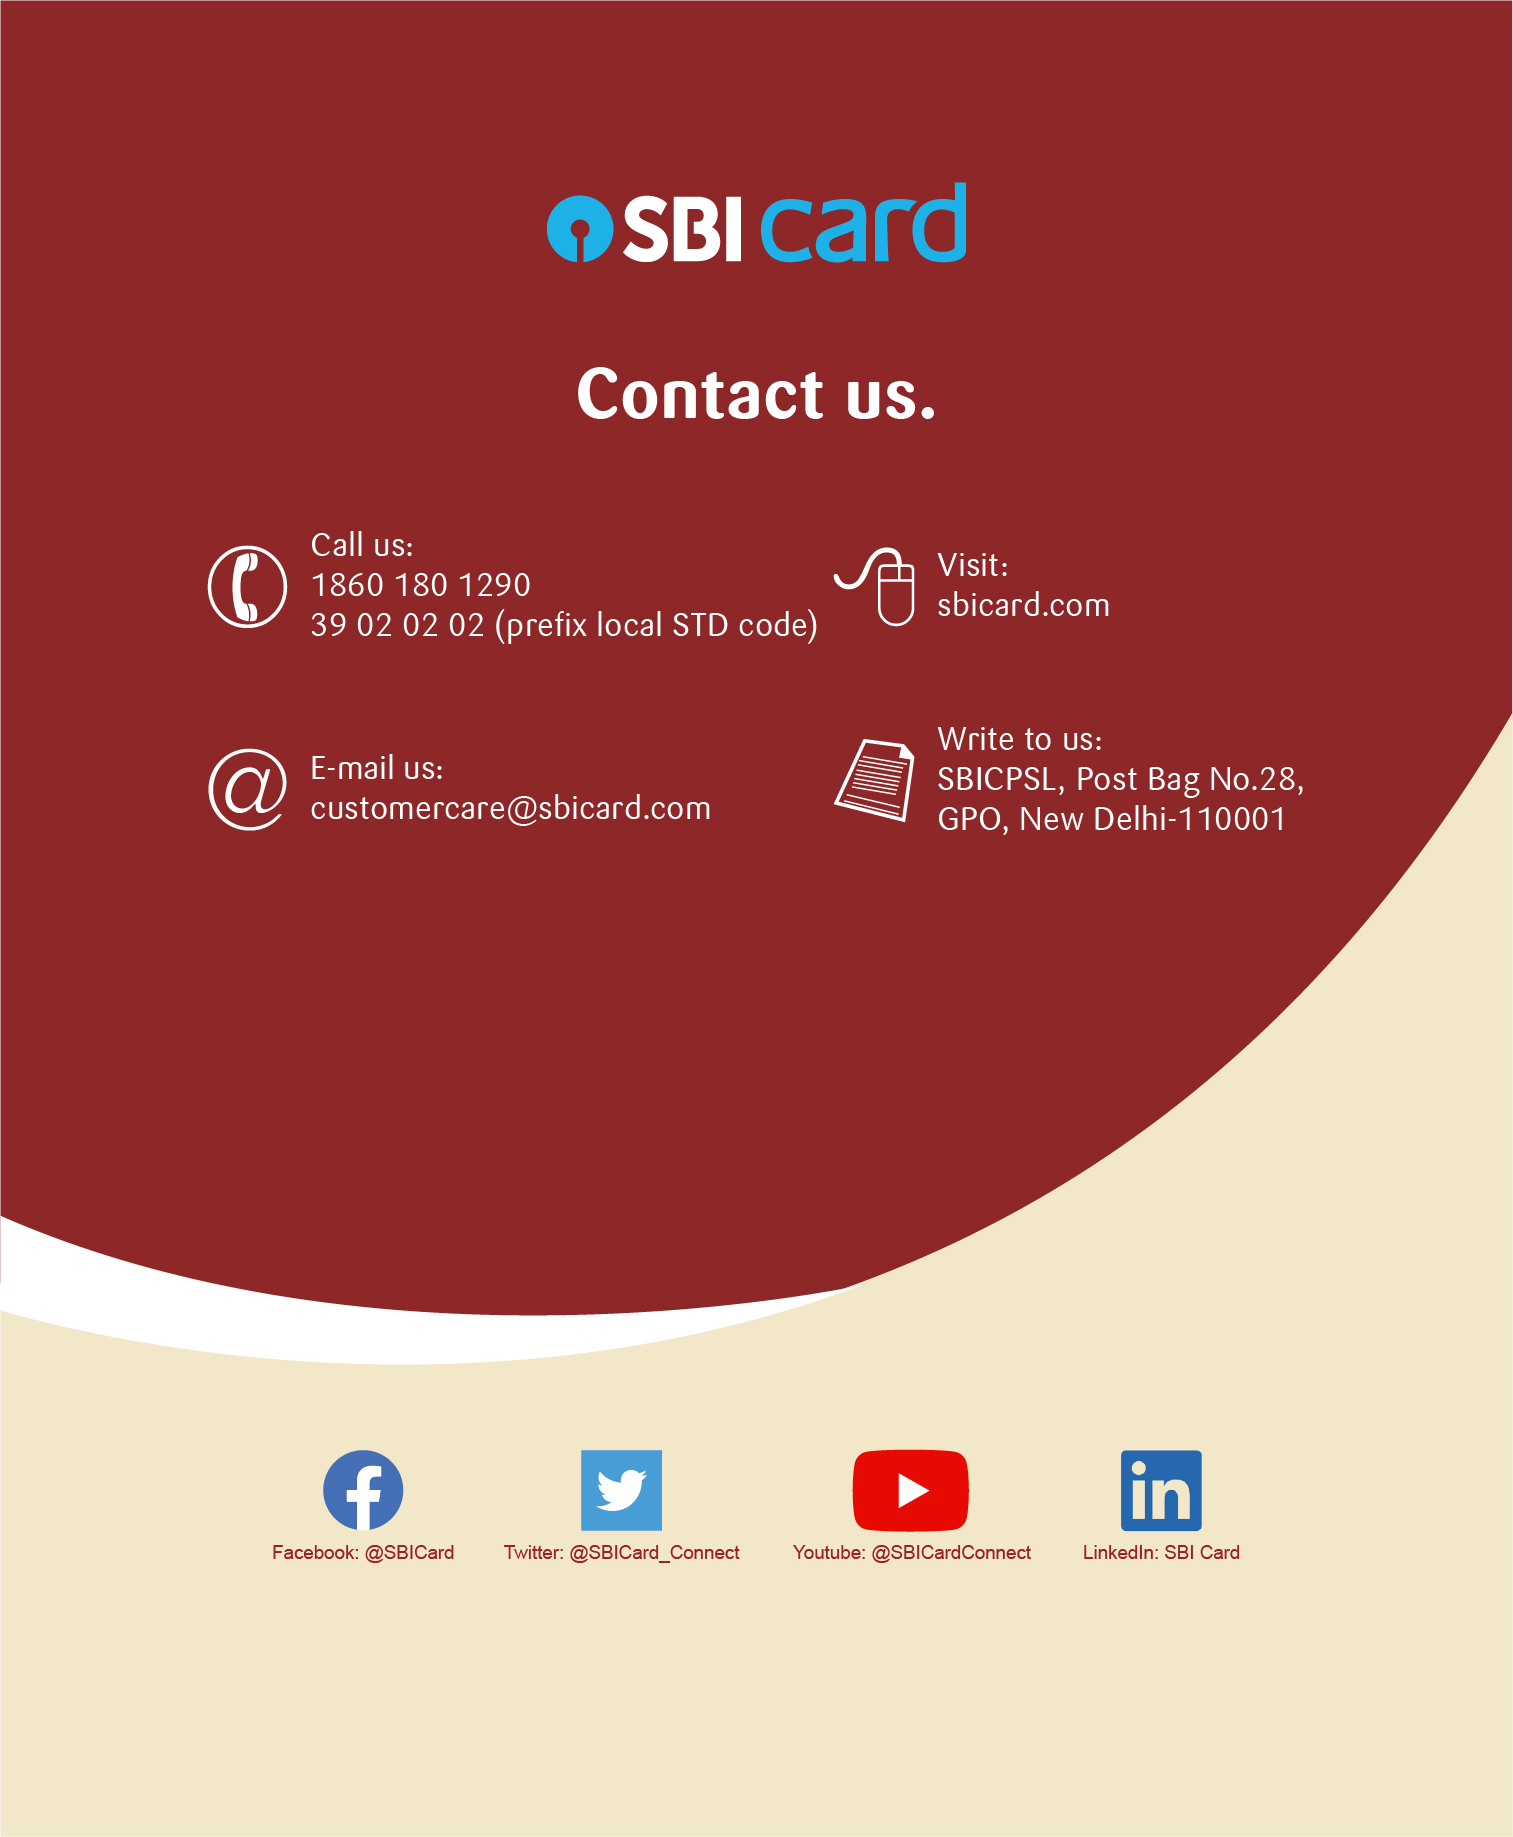 SBI card
Contact us.
Call us:
1860 180 1290
39 02 02 02 (prefix local STD code)
Visit:
sbicard.com
E-mail us:
customercare@sbicard.com
Write to us:
SBICPSL, Post Bag No.28,
GPO, New Delhi-110001
Facebook: @SBICard
Twitter: @SBICard_Connect
Youtube: @SBICardConnect
LinkedIn: SBI Card